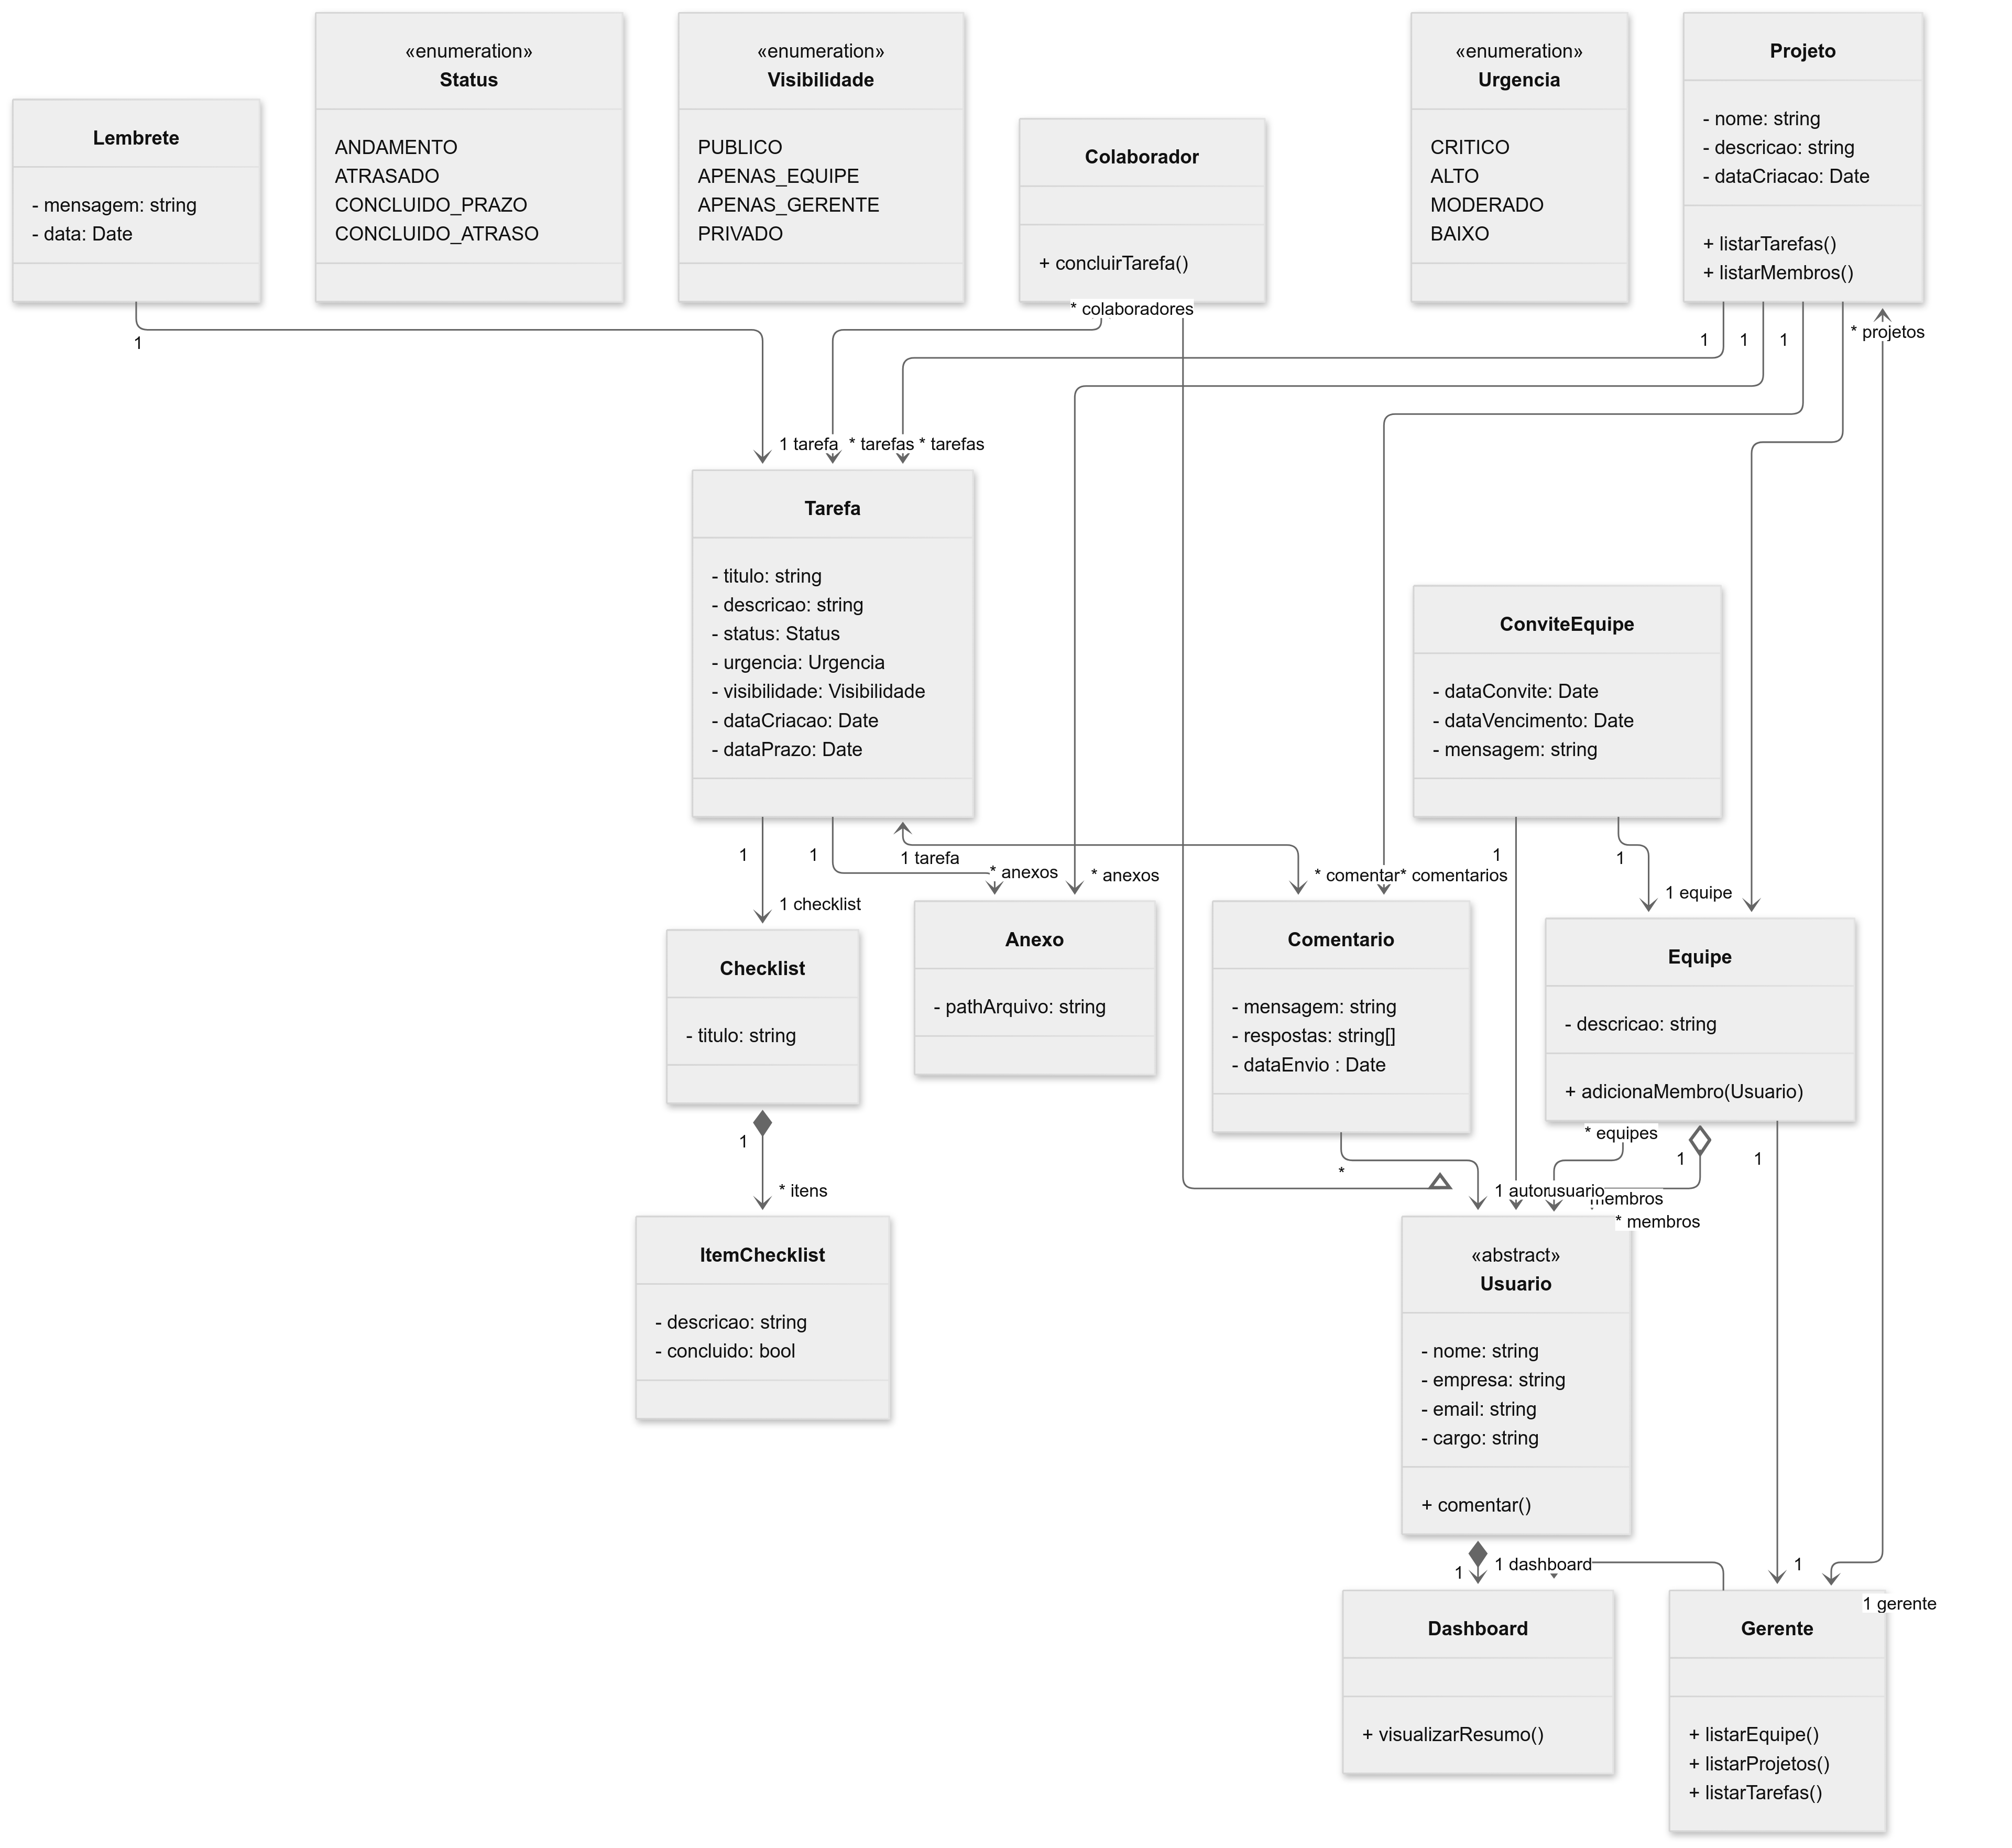 «enumeration»
Status
ANDAMENTO
ATRASADO
CONCLUIDO_PRAZO
CONCLUIDO_ATRASO
«enumeration»
Visibilidade
PUBLICO
APENAS_EQUIPE
APENAS_GERENTE
PRIVADO
«enumeration»
Urgencia
CRITICO
ALTO
MODERADO
BAIXO
Projeto
- nome: string
- descricao: string
- dataCriacao: Date
+ listarTarefas()
+ listarMembros()
Lembrete
- mensagem: string
- data: Date
Colaborador
+ concluirTarefa()
* colaboradores
1
1
1
1
* projetos
1 tarefa
* tarefas
* tarefas
Tarefa
- titulo: string
- descricao: string
- status: Status
- urgencia: Urgencia
- visibilidade: Visibilidade
- dataCriacao: Date
- dataPrazo: Date
ConviteEquipe
- dataConvite: Date
- dataVencimento: Date
- mensagem: string
1
1
1 tarefa
1
1
* anexos
* anexos
* comentar
* comentarios
1 equipe
1 checklist
Checklist
- titulo: string
Anexo
- pathArquivo: string
Comentario
- mensagem: string
- respostas: string[]
- dataEnvio : Date
Equipe
- descricao: string
+ adicionaMembro(Usuario)
* equipes
1
1
1
*
* itens
1 autor
usuario
membros
* membros
ItemChecklist
- descricao: string
- concluido: bool
«abstract»
Usuario
- nome: string
- empresa: string
- email: string
- cargo: string
+ comentar()
1
1 dashboard
1
1 gerente
Dashboard
+ visualizarResumo()
Gerente
+ listarEquipe()
+ listarProjetos()
+ listarTarefas()